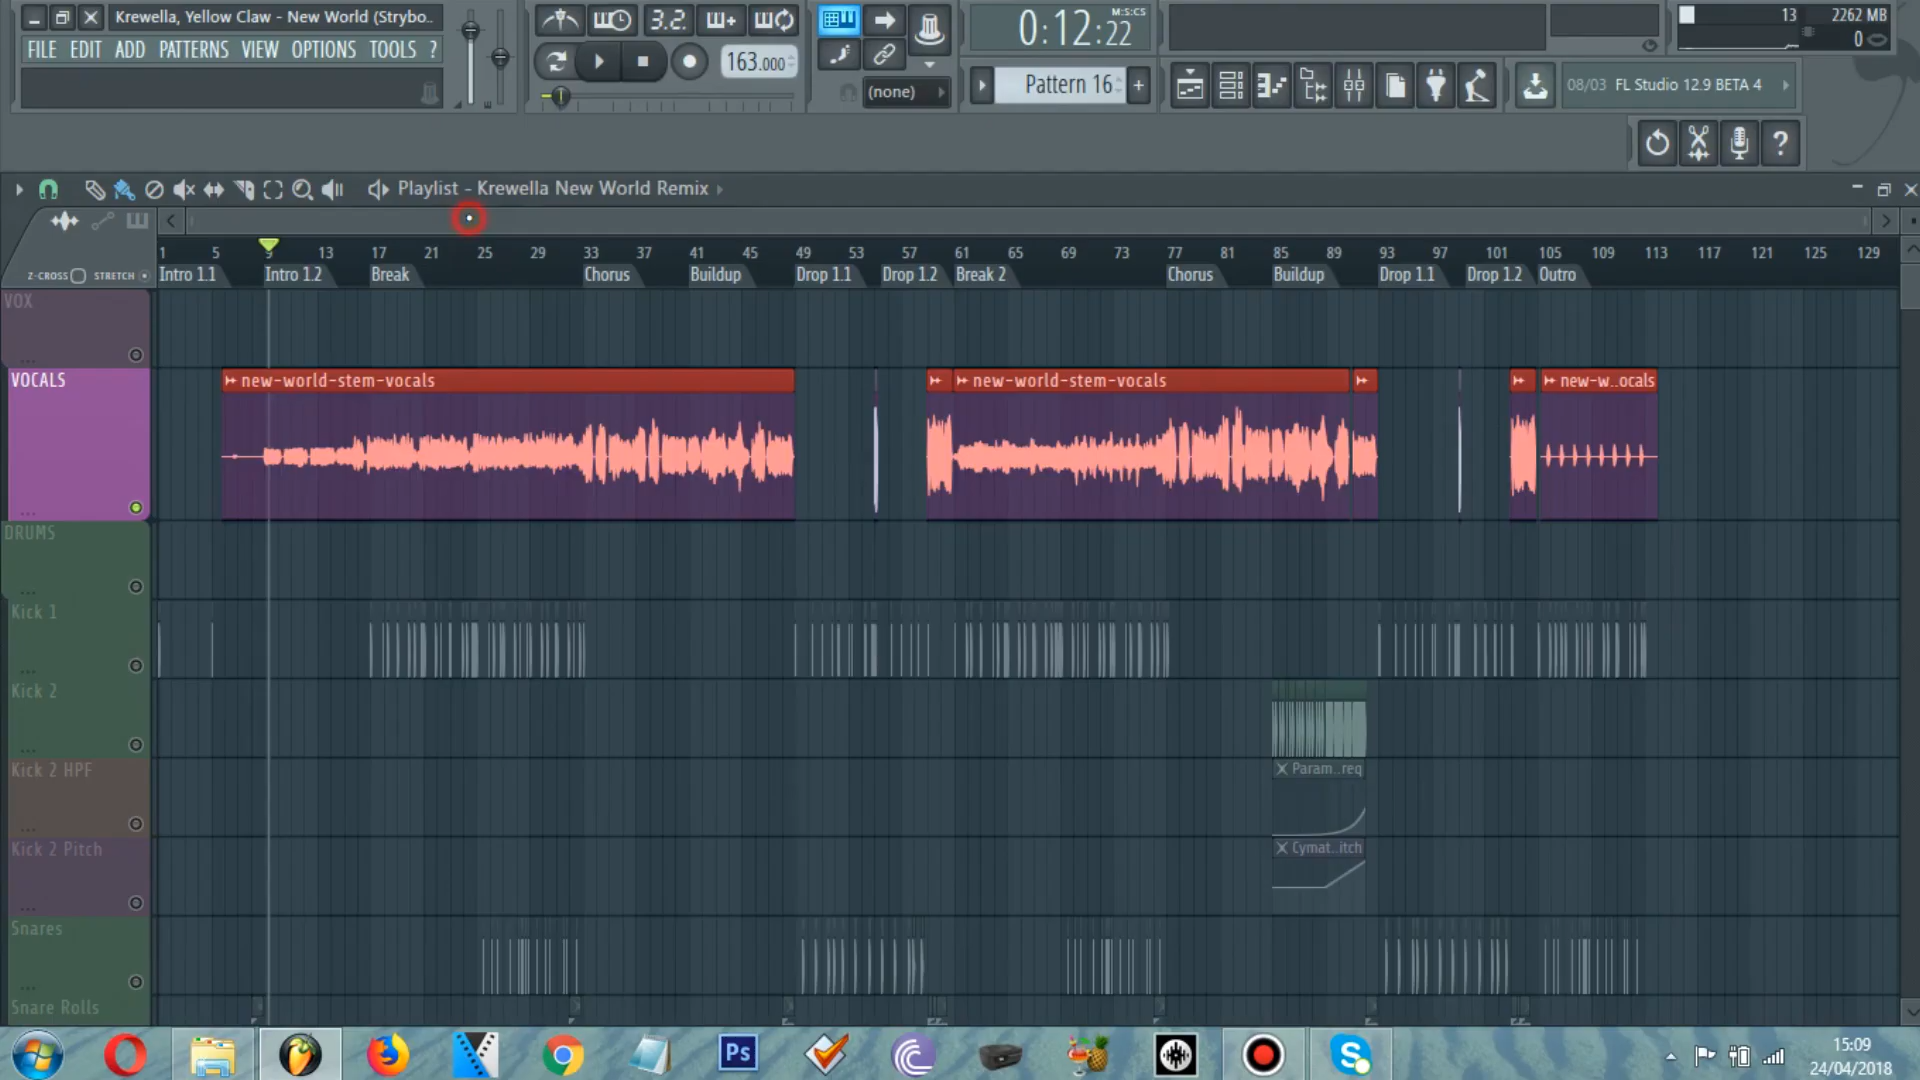 Krewella, Yellow Claw - New World (Strybo..
FILE EDIT ADD PATTERNS VIEW OPTIONS TOOLS ?
3.2.
163.000
(none)
0:12:22
M:S:CS
Pattern 16
13
2262 MB
0
08/03 FL Studio 12.9 BETA 4
?
Playlist - Krewella New World Remix
1 5 9 13 17 21 25 29 33 37 41 45 49 53 57 61 65 69 73 77 81 85 89 93 97 101 105 109 113 117 121 125 129
Z-CROSS STRETCH
Intro 1.1 Intro 1.2 Break Chorus Buildup Drop 1.1 Drop 1.2 Break 2 Chorus Buildup Drop 1.1 Drop 1.2 Outro
VOX
VOCALS
new-world-stem-vocals
new-world-stem-vocals
new-w..ocals
DRUMS
Kick 1
Kick 2
Kick 2 HPF
Param..req
Kick 2 Pitch
Cymat..itch
Snares
Snare Rolls
Ps
S
15:09
24/04/2018